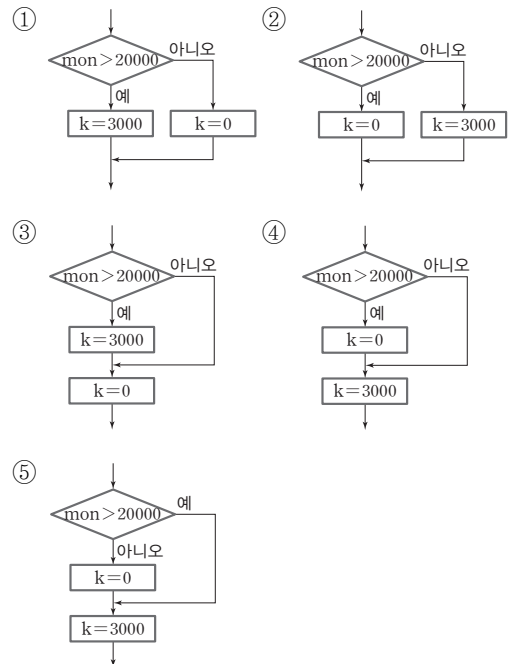 ① ②
아니오 아니오
mon>20000 mon>20000
예 예
k=3000 k=0 k=0 k=3000
③ ④
아니오 아니오
mon>20000 mon>20000
예 예
k=3000 k=0
k=0 k=3000
⑤
예
mon>20000
아니오
k=0
k=3000